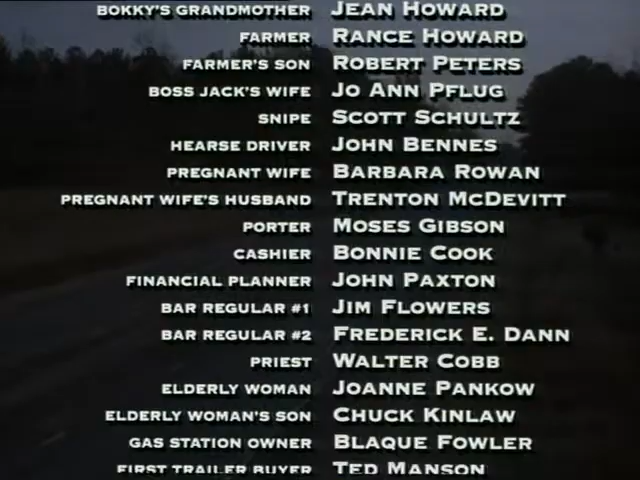 BOKKY'S GRANDMOTHER JEAN HOWARD
FARMER RANCE HOWARD
FARMER'S SON ROBERT PETERS
BOSS JACK'S WIFE JO ANN PFLUG
SNIPE SCOTT SCHULTZ
HEARSE DRIVER JOHN BENNES
PREGNANT WIFE BARBARA ROWAN
PREGNANT WIFE'S HUSBAND TRENTON MCDEVITT
PORTER MOSES GIBSON
CASHIER BONNIE COOK
FINANCIAL PLANNER JOHN PAXTON
BAR REGULAR #1 JIM FLOWERS
BAR REGULAR #2 FREDERICK E. DANN
PRIEST WALTER COBB
ELDERLY WOMAN JOANNE PANKOW
ELDERLY WOMAN'S SON CHUCK KINLAW
GAS STATION OWNER BLAQUE FOWLER
FIRST TRAILER BUYER TED MANSON